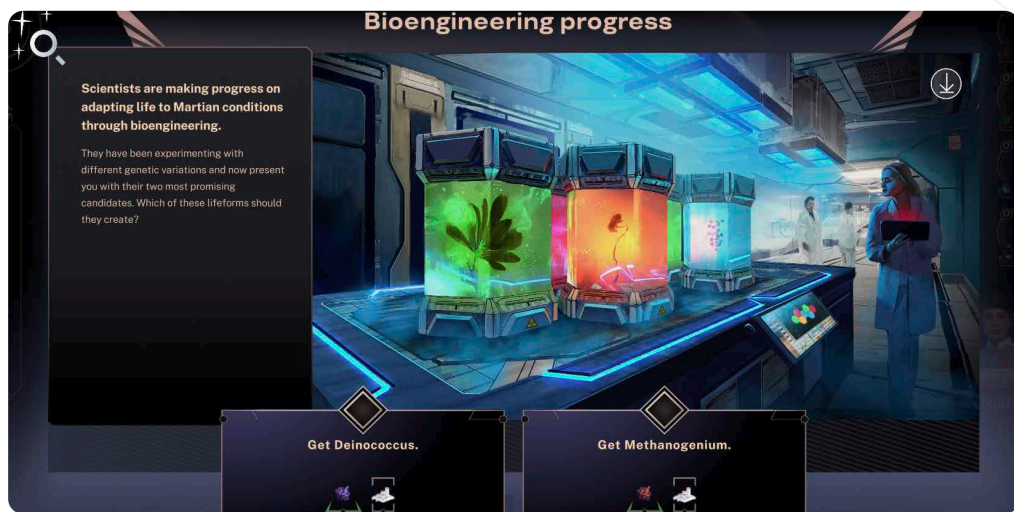 Bioengineering progress
Scientists are making progress on
adapting life to Martian conditions
through bioengineering.
They have been experimenting with
different genetic variations and now present
you with their two most promising
candidates. Which of these lifeforms should
they create?
Get Deinococcus.
Get Methanogenium.